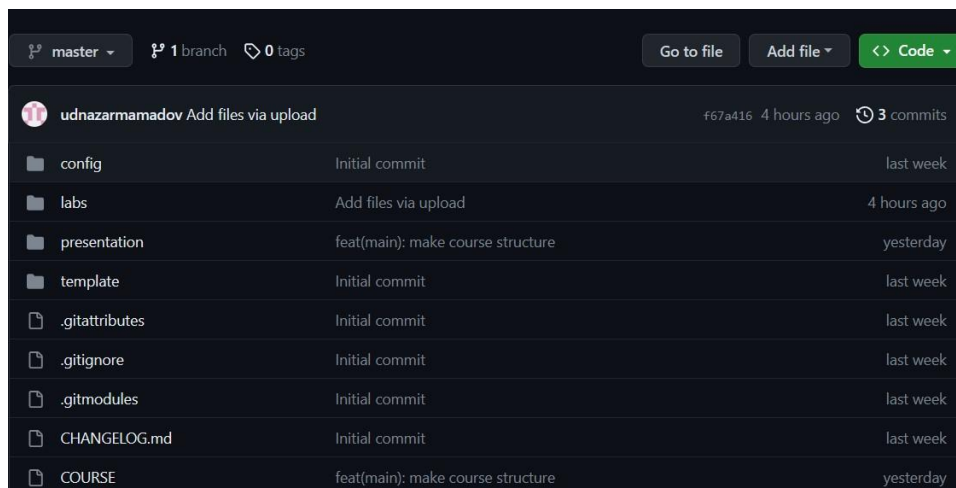 master 1 branch 0 tags Go to file Add file Code
udnazarmamadov Add files via upload f67a416 4 hours ago 3 commits
config Initial commit last week
labs Add files via upload 4 hours ago
presentation feat(main): make course structure yesterday
template Initial commit last week
.gitattributes Initial commit last week
.gitignore Initial commit last week
.gitmodules Initial commit last week
CHANGELOG.md Initial commit last week
COURSE feat(main): make course structure yesterday